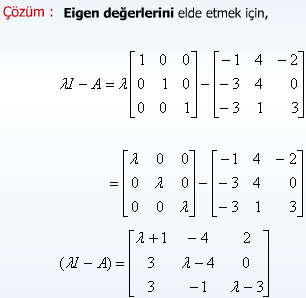 Çözüm : Eigen değerlerini elde etmek için,
λI − A = λ [1 0 0; 0 1 0; 0 0 1] − [−1 4 −2; −3 4 0; −3 1 3]
= [λ 0 0; 0 λ 0; 0 0 λ] − [−1 4 −2; −3 4 0; −3 1 3]
(λI − A) = [λ+1 −4 2; 3 λ−4 0; 3 −1 λ−3]